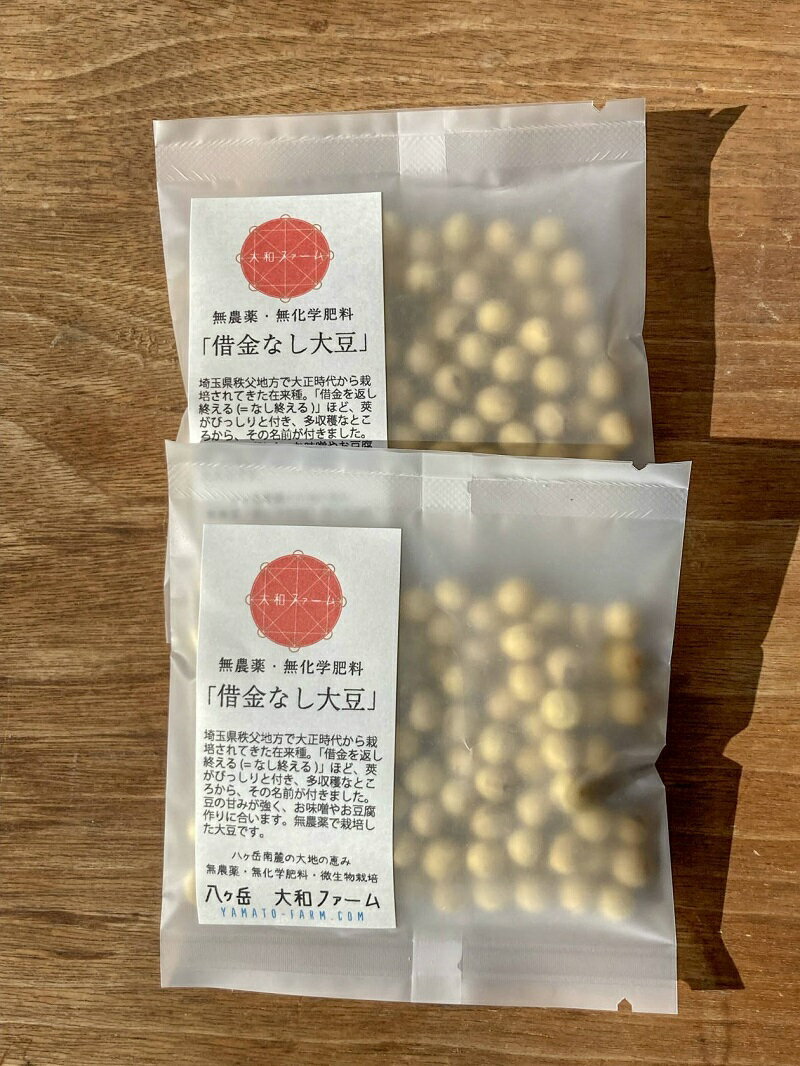 大和ファーム
無農薬・無化学肥料
「借金なし大豆」
埼玉県秩父地方で大正時代から栽
培されてきた在来種。「借金を返し
終える(=なし終える)」ほど、莢
がびっしりと付き、多収穫なとこ
ろから、その名前が付きました。
大和ファーム
無農薬・無化学肥料
「借金なし大豆」
埼玉県秩父地方で大正時代から栽
培されてきた在来種。「借金を返し
終える(=なし終える)」ほど、莢
がびっしりと付き、多収穫なとこ
ろから、その名前が付きました。
豆の甘みが強く、お味噌やお豆腐
作りに合います。無農薬で栽培し
た大豆です。
八ヶ岳南麓の大地の恵み
無農薬・無化学肥料・微生物栽培
八ヶ岳 大和ファーム
YAMATO-FARM.COM